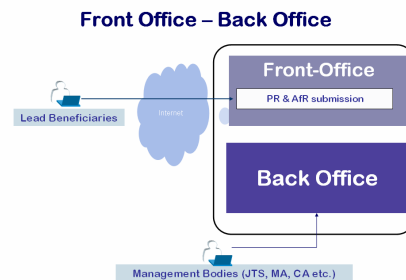 Front Office – Back Office
Front-Office
PR & AfR submission
Internet
Lead Beneficiaries
Back Office
Management Bodies (JTS, MA, CA etc.)